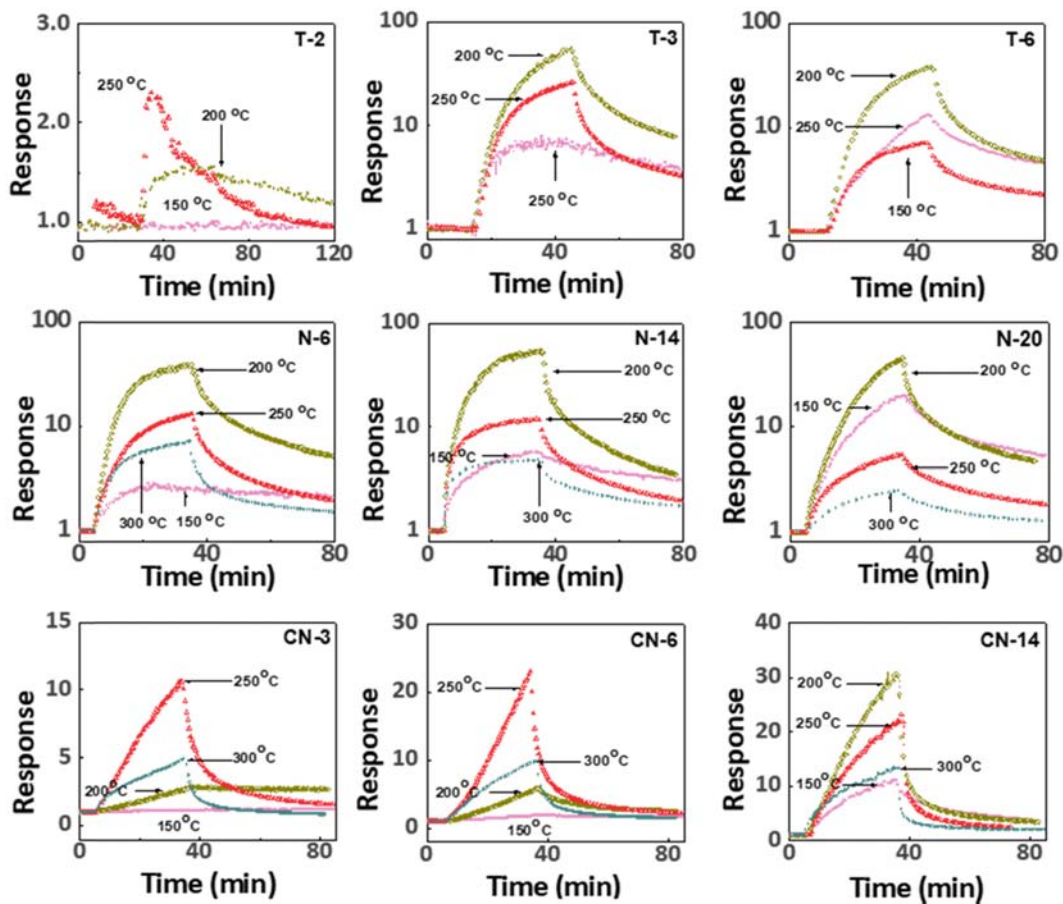 T-2
3.0
2.0
1.0
Response
250 °C
200 °C
150 °C
0 40 80 120
Time (min)
T-3
100
10
1
Response
200 °C
250 °C
250 °C
0 40 80
Time (min)
T-6
100
10
1
Response
200 °C
250 °C
150 °C
0 40 80
Time (min)
N-6
100
10
1
Response
200 °C
250 °C
300 °C
150 °C
0 40 80
Time (min)
N-14
100
10
1
Response
200 °C
250 °C
150 °C
300 °C
0 40 80
Time (min)
N-20
100
10
1
Response
200 °C
150 °C
250 °C
300 °C
0 20 40 60 80
Time (min)
CN-3
15
10
5
0
Response
250°C
300°C
200°C
150°C
0 40 80
Time (min)
CN-6
30
20
10
0
Response
250°C
300°C
200°C
150°C
0 40 80
Time (min)
CN-14
40
30
20
10
0
Response
200°C
250°C
300°C
150°C
0 40 80
Time (min)